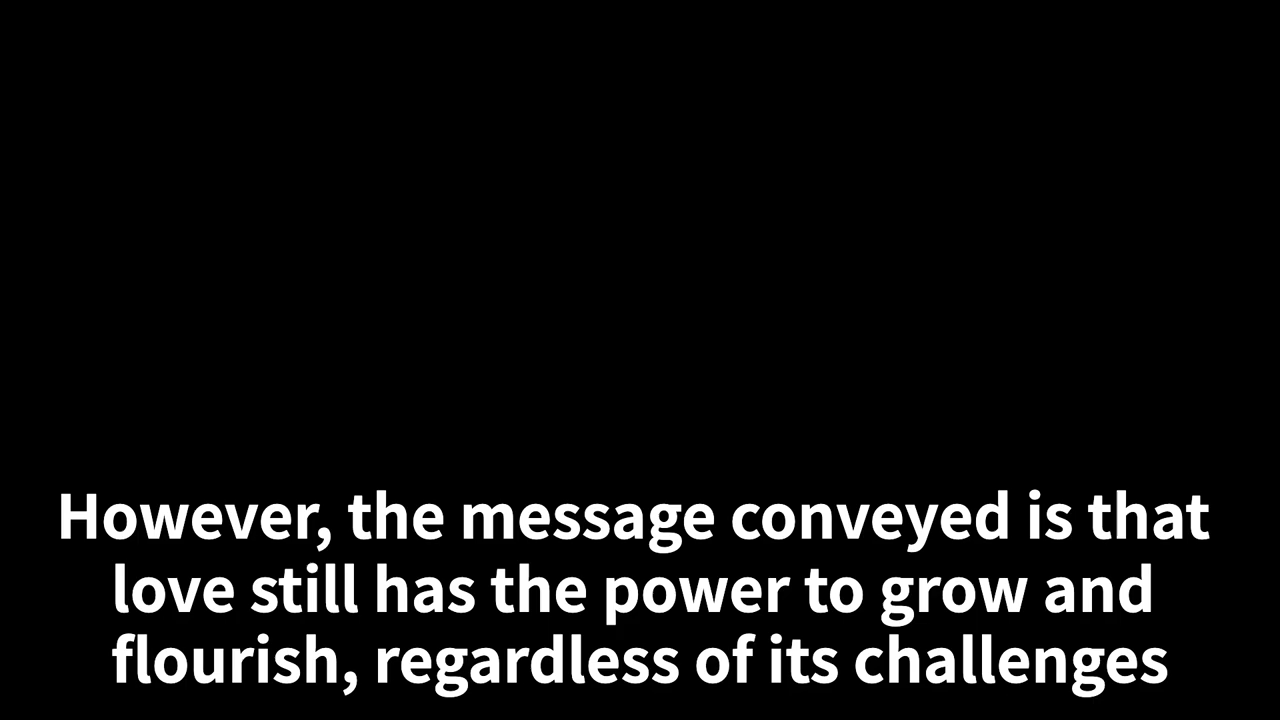 However, the message conveyed is that
love still has the power to grow and
flourish, regardless of its challenges